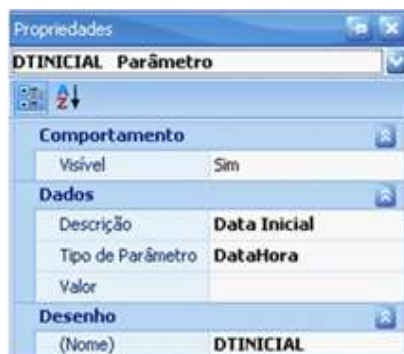 Propriedades
DTINICIAL Parâmetro
Comportamento
Visível Sim
Dados
Descrição Data Inicial
Tipo de Parâmetro DataHora
Valor
Desenho
(Nome) DTINICIAL